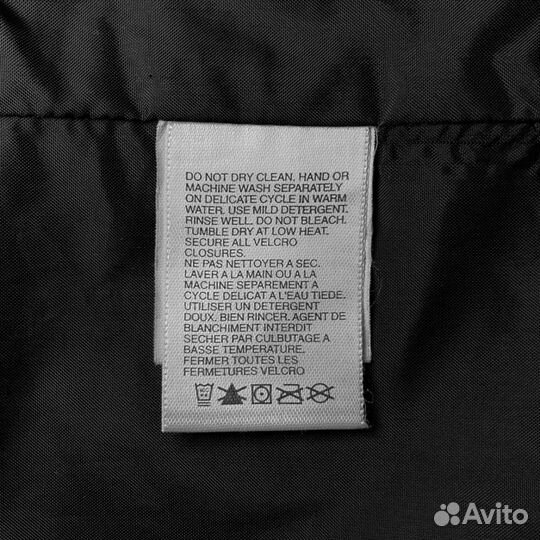 DO NOT DRY CLEAN. HAND OR
MACHINE WASH SEPARATELY
ON DELICATE CYCLE IN WARM
WATER. USE MILD DETERGENT.
RINSE WELL. DO NOT BLEACH.
TUMBLE DRY AT LOW HEAT.
SECURE ALL VELCRO
CLOSURES.
NE PAS NETTOYER A SEC.
LAVER A LA MAIN OU A LA
MACHINE SEPAREMENT A
CYCLE DELICAT A L'EAU TIEDE.
UTILISER UN DETERGENT
DOUX. BIEN RINCER. AGENT DE
BLANCHIMENT INTERDIT
SECHER PAR CULBUTAGE A
BASSE TEMPERATURE.
FERMER TOUTES LES
FERMETURES VELCRO
Avito